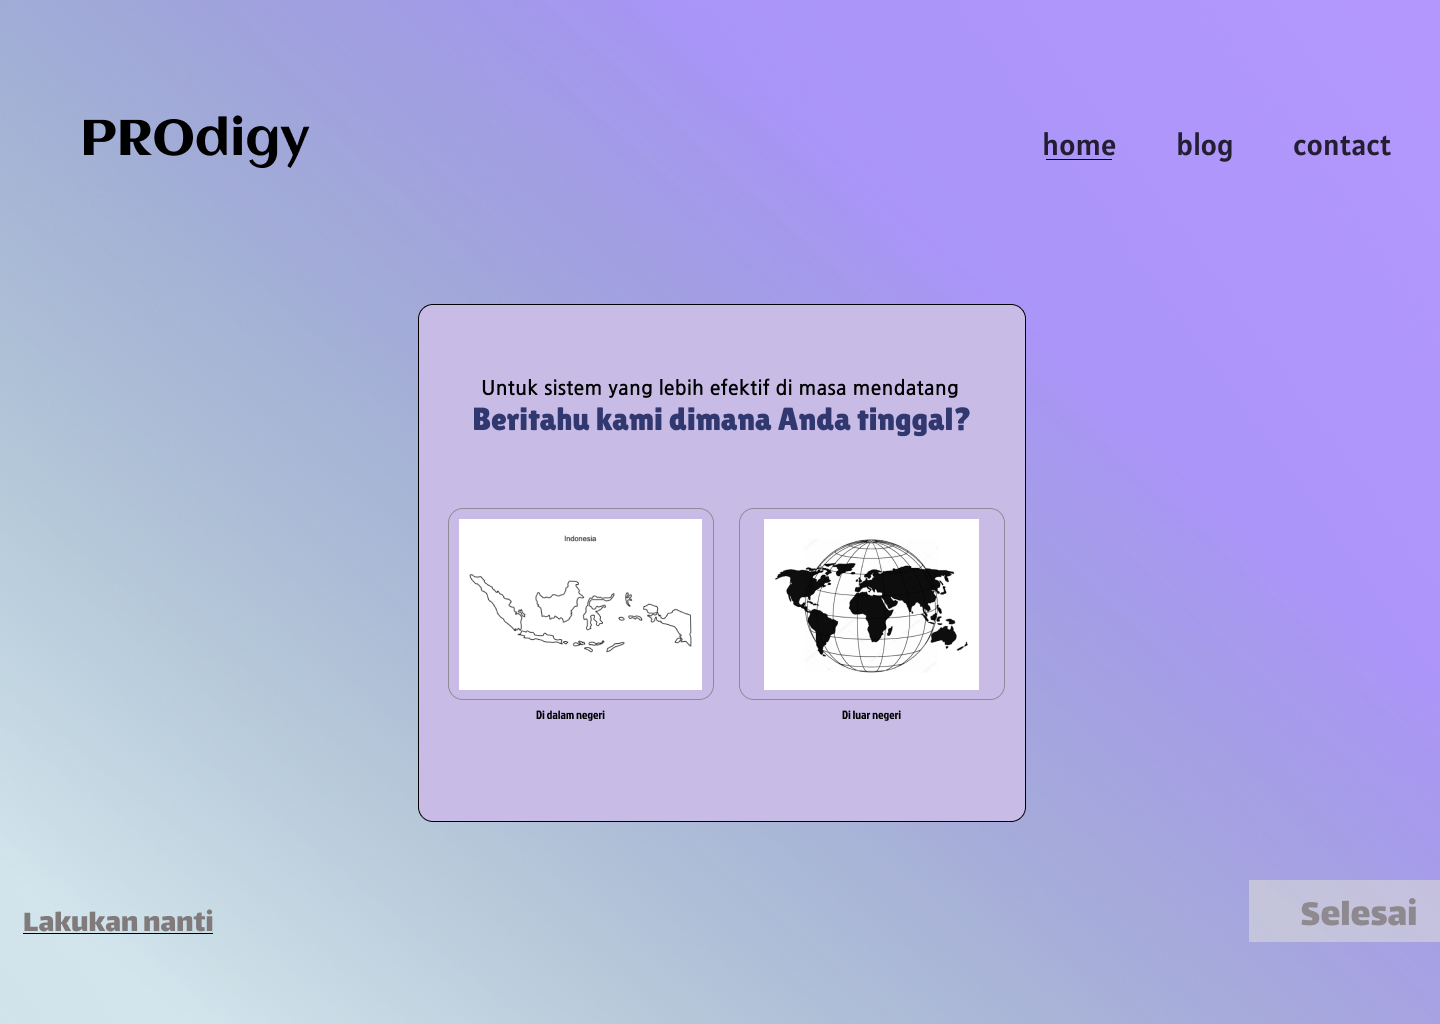 PROdigy
home
blog
contact
Untuk sistem yang lebih efektif di masa mendatang
Beritahu kami dimana Anda tinggal?
Indonesia
Di dalam negeri
Di luar negeri
Lakukan nanti
Selesai